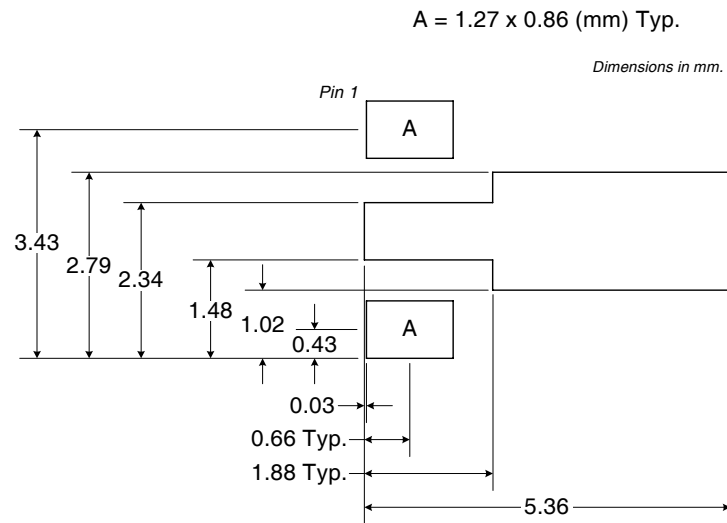 A = 1.27 x 0.86 (mm) Typ.
Dimensions in mm.
Pin 1
A
3.43
2.79
2.34
1.48
1.02
0.43
A
0.03
0.66 Typ.
1.88 Typ.
5.36